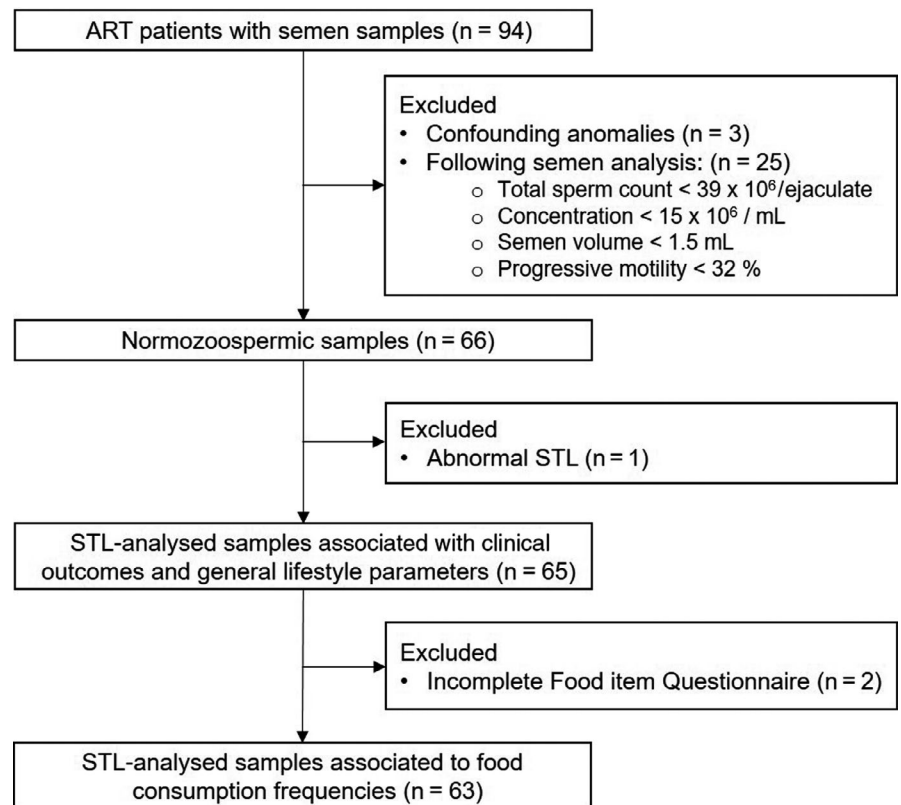 ART patients with semen samples (n = 94)
Excluded
• Confounding anomalies (n = 3)
• Following semen analysis: (n = 25)
o Total sperm count < 39 x 10⁶/ejaculate
o Concentration < 15 x 10⁶ / mL
o Semen volume < 1.5 mL
o Progressive motility < 32 %
Normozoospermic samples (n = 66)
Excluded
• Abnormal STL (n = 1)
STL-analysed samples associated with clinical
outcomes and general lifestyle parameters (n = 65)
Excluded
• Incomplete Food item Questionnaire (n = 2)
STL-analysed samples associated to food
consumption frequencies (n = 63)